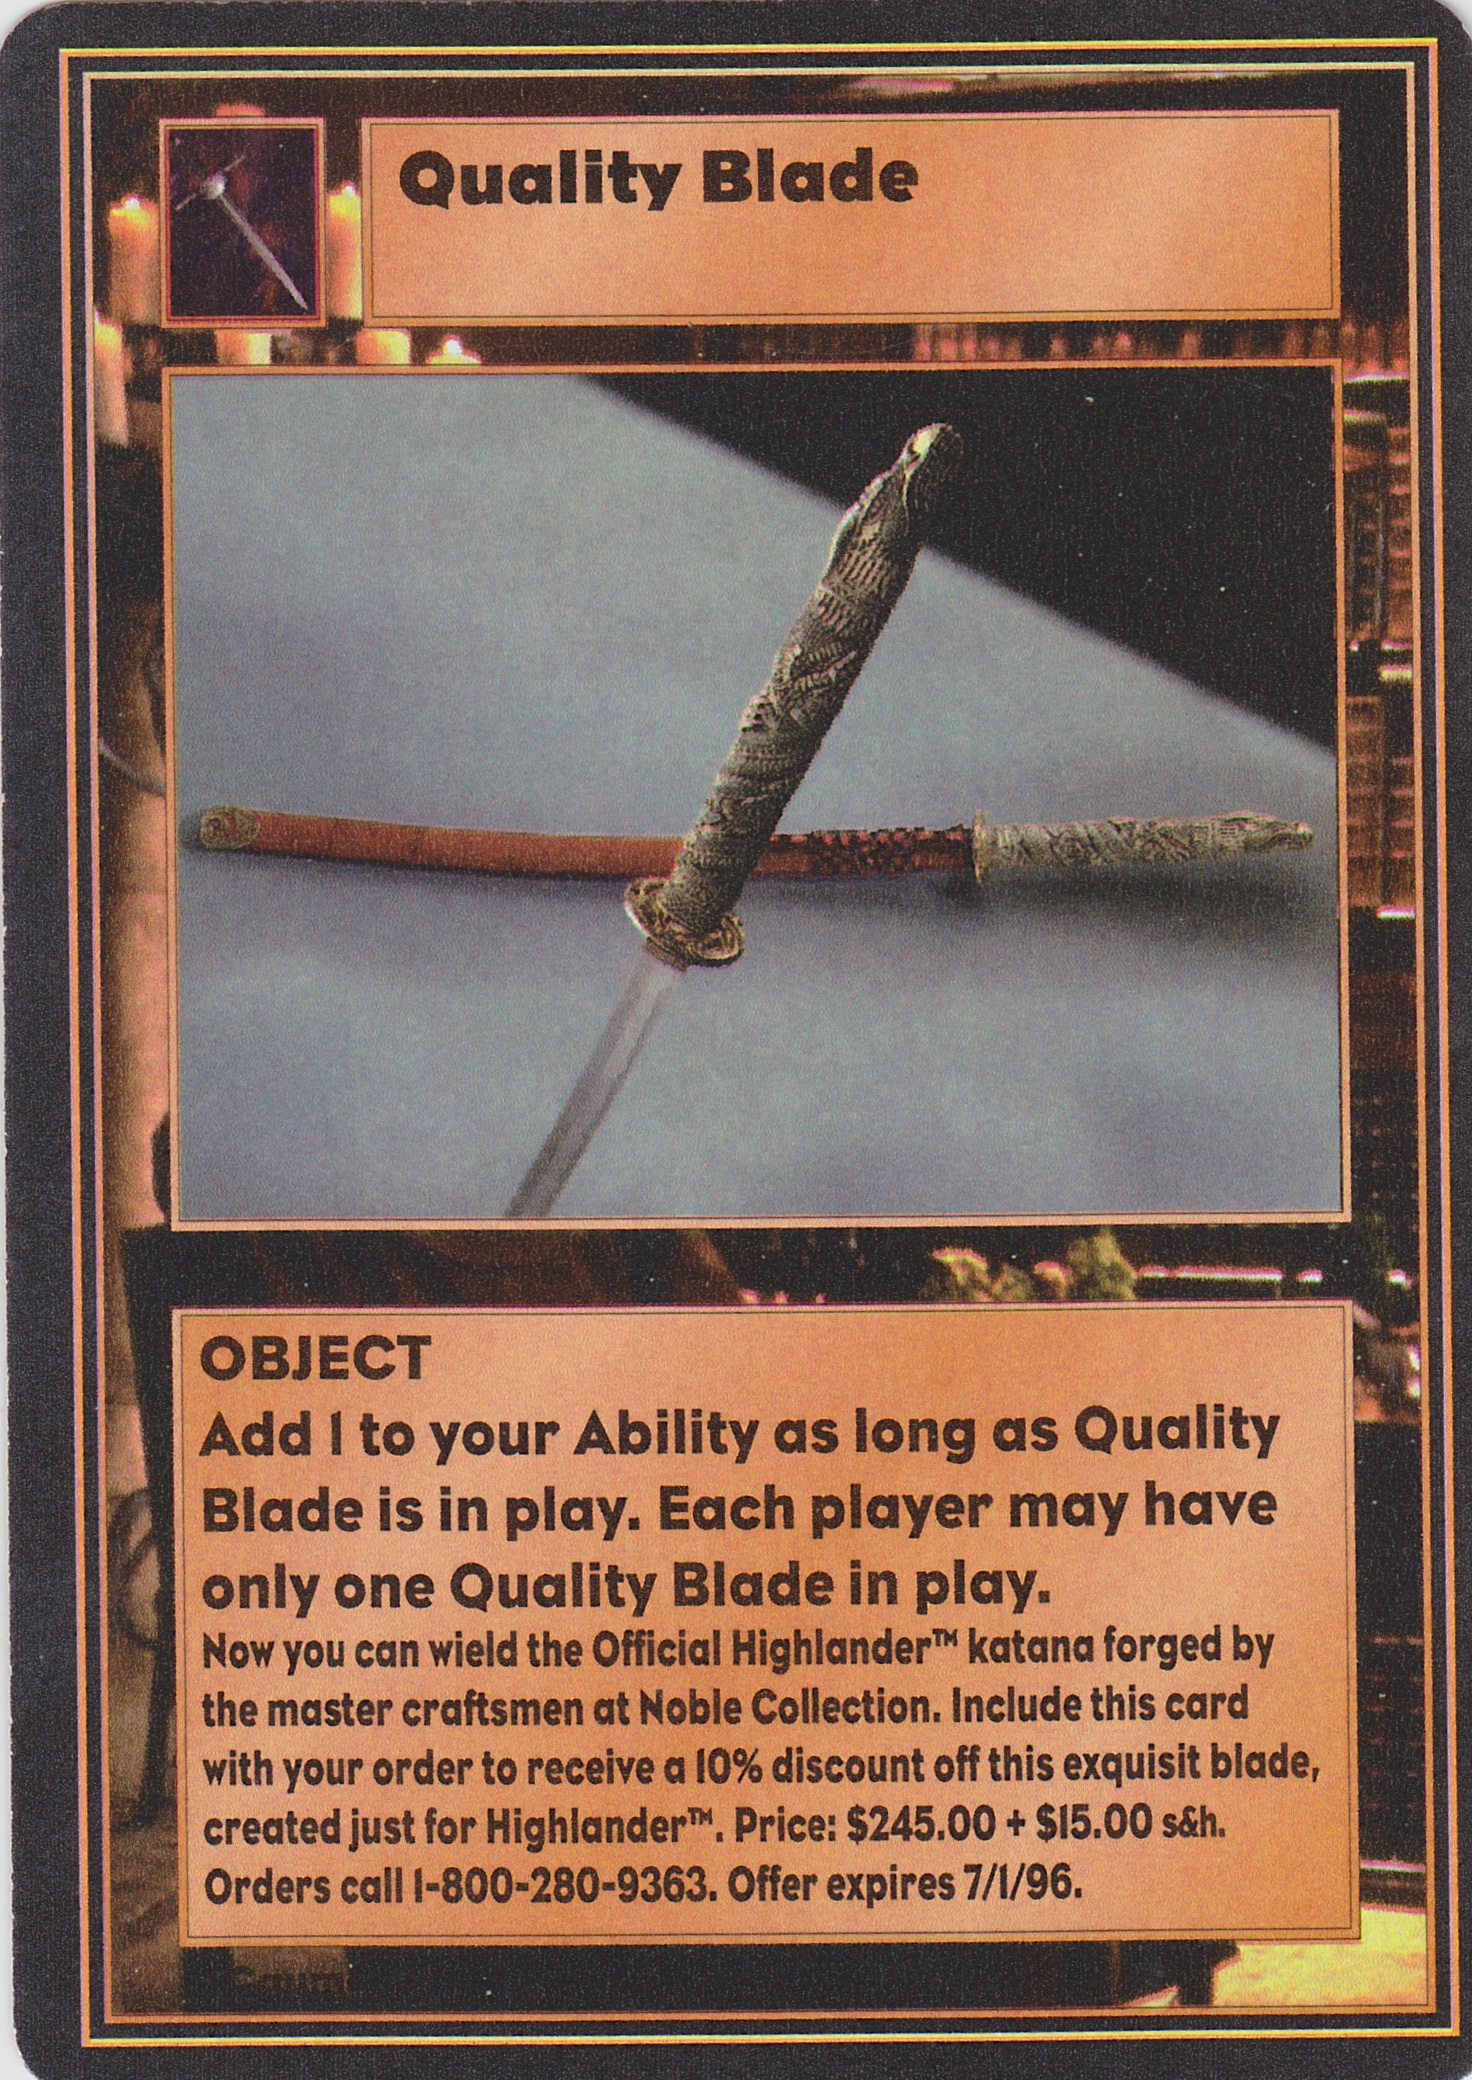 Quality Blade
OBJECT
Add 1 to your Ability as long as Quality
Blade is in play. Each player may have
only one Quality Blade in play.
Now you can wield the Official Highlander™ katana forged by
the master craftsmen at Noble Collection. Include this card
with your order to receive a 10% discount off this exquisit blade,
created just for Highlander™. Price: $245.00 + $15.00 s&h.
Orders call 1-800-280-9363. Offer expires 7/1/96.